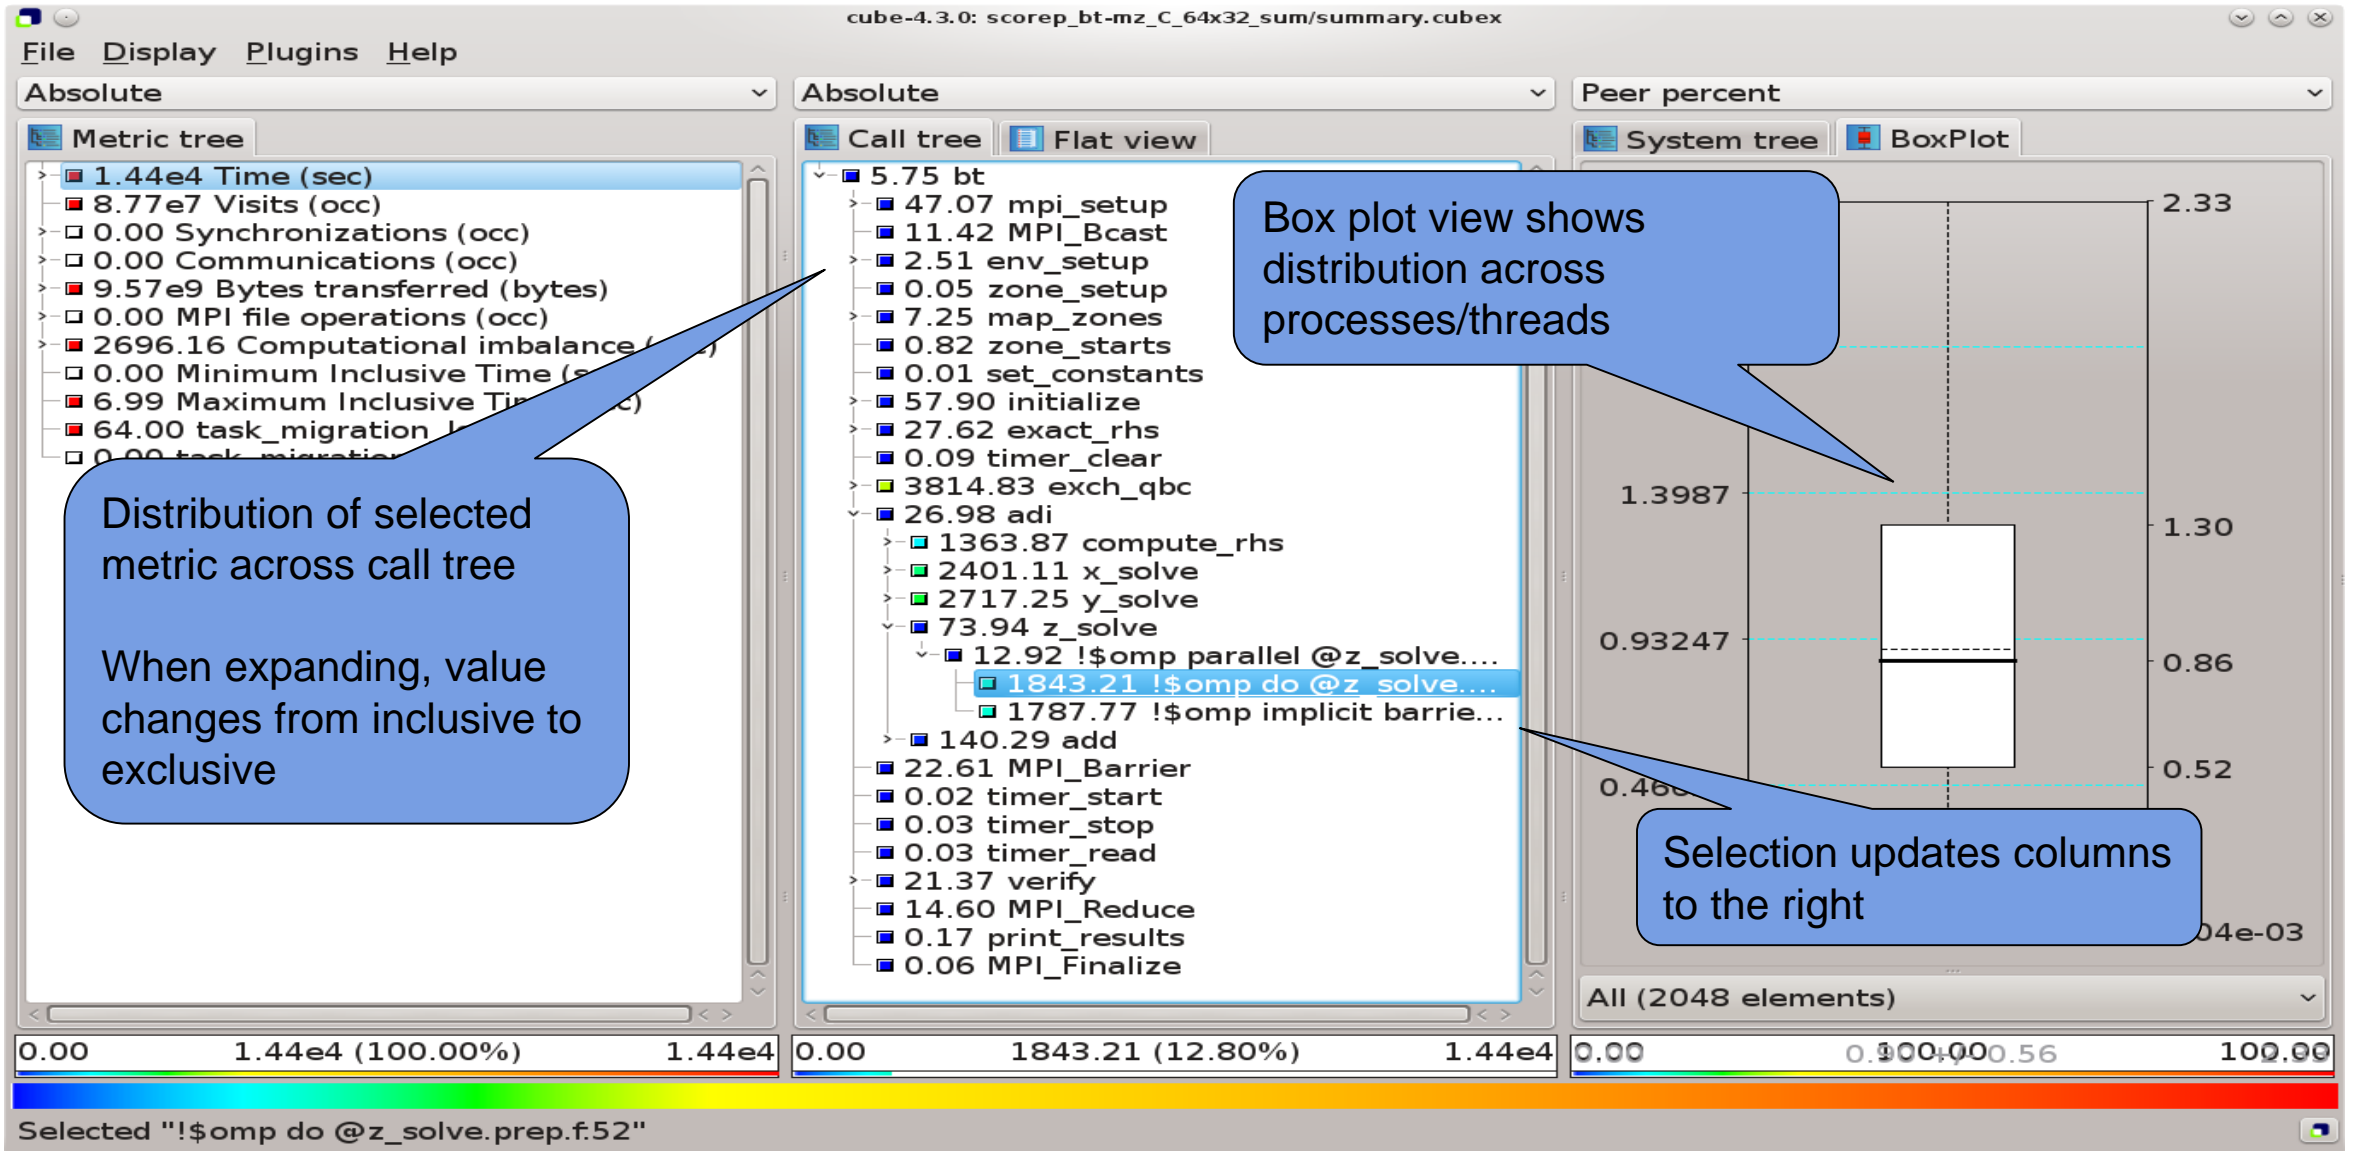 cube-4.3.0: scorep_bt-mz_C_64x32_sum/summary.cubex
File Display Plugins Help
Absolute
Absolute
Peer percent
Metric tree
Call tree
Flat view
System tree
BoxPlot
1.44e4 Time (sec)
8.77e7 Visits (occ)
0.00 Synchronizations (occ)
0.00 Communications (occ)
9.57e9 Bytes transferred (bytes)
0.00 MPI file operations (occ)
2696.16 Computational imbalance
0.00 Minimum Inclusive Time
6.99 Maximum Inclusive
64.00 task_migration
0.00 task_migration
Distribution of selected
metric across call tree
When expanding, value
changes from inclusive to
exclusive
5.75 bt
47.07 mpi_setup
11.42 MPI_Bcast
2.51 env_setup
0.05 zone_setup
7.25 map_zones
0.82 zone_starts
0.01 set_constants
57.90 initialize
27.62 exact_rhs
0.09 timer_clear
3814.83 exch_qbc
26.98 adi
1363.87 compute_rhs
2401.11 x_solve
2717.25 y_solve
73.94 z_solve
12.92 !$omp parallel @z_solve....
1843.21 !$omp do @z_solve....
1787.77 !$omp implicit barrie...
140.29 add
22.61 MPI_Barrier
0.02 timer_start
0.03 timer_stop
0.03 timer_read
21.37 verify
14.60 MPI_Reduce
0.17 print_results
0.06 MPI_Finalize
Box plot view shows
distribution across
processes/threads
2.33
1.3987
1.30
0.93247
0.86
0.52
Selection updates columns
to the right
04e-03
All (2048 elements)
0.00 1.44e4 (100.00%) 1.44e4
0.00 1843.21 (12.80%) 1.44e4
0.00 100.00 100.00
Selected "!$omp do @z_solve.prep.f:52"